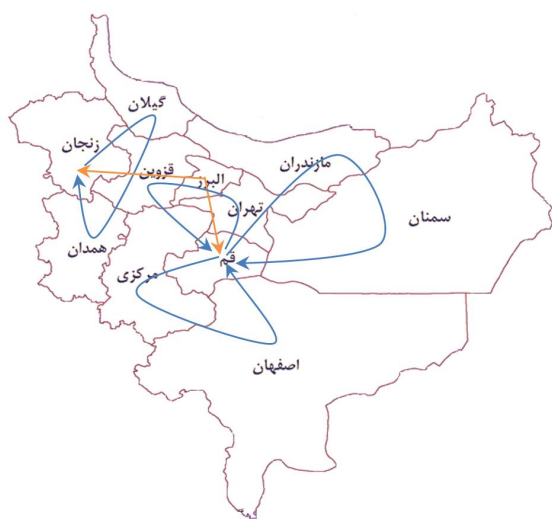 گیلان
زنجان
قزوین
البرز
مازندران
تهران
سمنان
همدان
قم
مرکزی
اصفهان